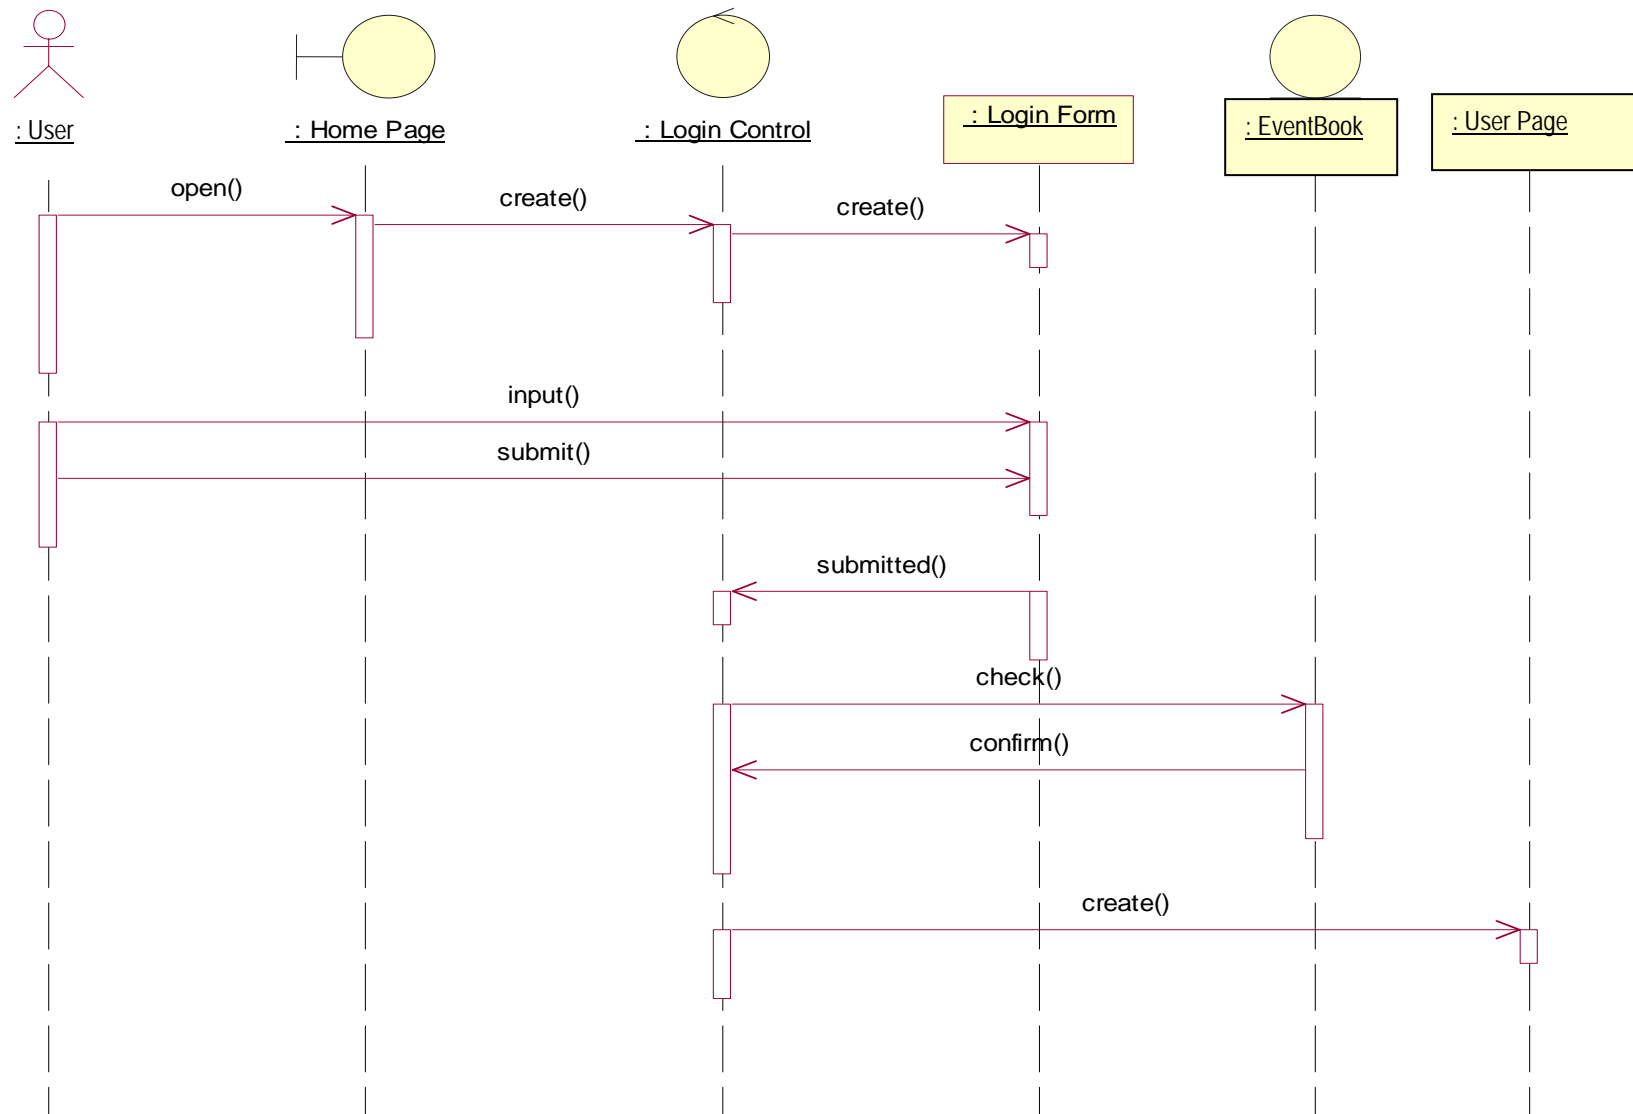 : User
: Home Page
: Login Control
: Login Form
: EventBook
: User Page
open()
create()
create()
input()
submit()
submitted()
check()
confirm()
create()